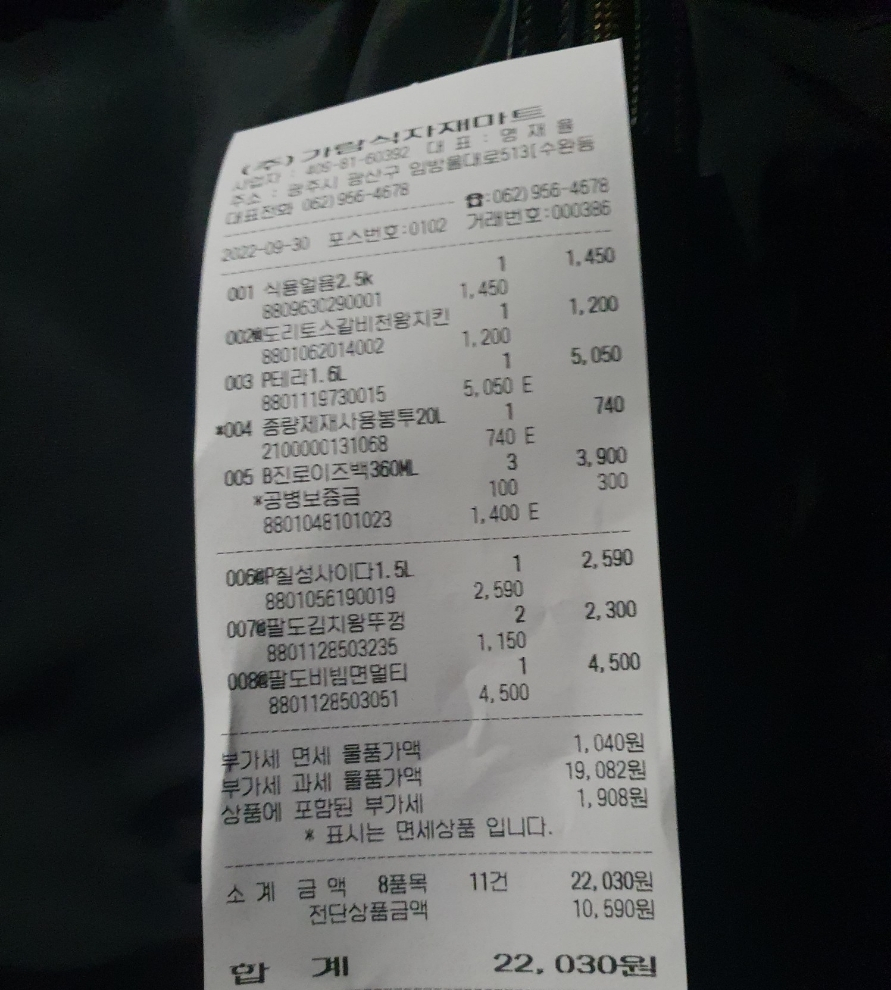 (주)가람식자재마트
사업자 : 409-81-60392 대 표 : 명 재 율
주소 : 광주시 광산구 임방울대로513(수완동
대표전화 062)956-4678 ☎:062)956-4678
2022-09-30 포스번호:0102 거래번호:000386
001 식용얼음2.5k 1 1,450
8809630290001 1,450
002@도리토스갈비천왕치킨 1 1,200
8801062014002 1,200
003 P테라1.6L 1 5,050
8801119730015 5,050 E
*004 종량제재사용봉투20L 1 740
2100000131068 740 E
005 B진로이즈백360ML 3 3,900
*공병보증금 100 300
8801048101023 1,400 E
006@P칠성사이다1.5L 1 2,590
8801056190019 2,590
007@팔도김치왕뚜껑 2 2,300
8801128503235 1,150
008@팔도비빔면멀티 1 4,500
8801128503051 4,500
부가세 면세 물품가액 1,040원
부가세 과세 물품가액 19,082원
상품에 포함된 부가세 1,908원
* 표시는 면세상품 입니다.
소 계 금 액 8품목 11건 22,030원
전단상품금액 10,590원
합 계 22,030원